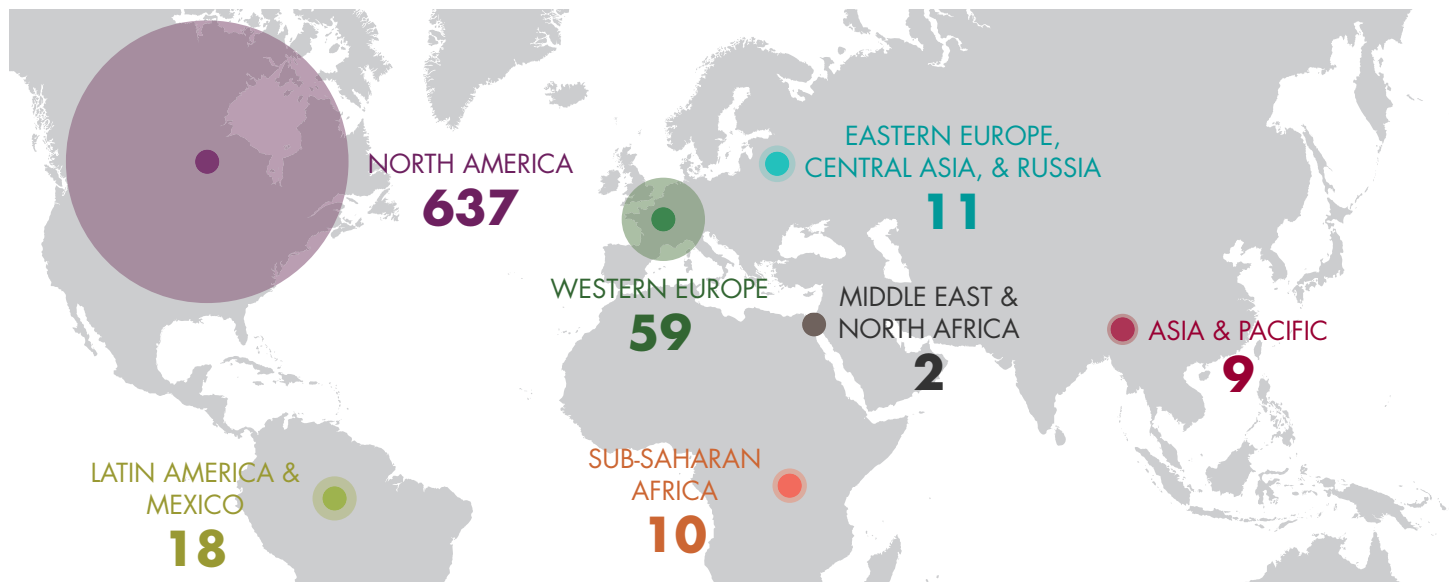 NORTH AMERICA
637
EASTERN EUROPE,
CENTRAL ASIA, & RUSSIA
11
WESTERN EUROPE
59
MIDDLE EAST &
NORTH AFRICA
2
ASIA & PACIFIC
9
LATIN AMERICA &
MEXICO
18
SUB-SAHARAN
AFRICA
10